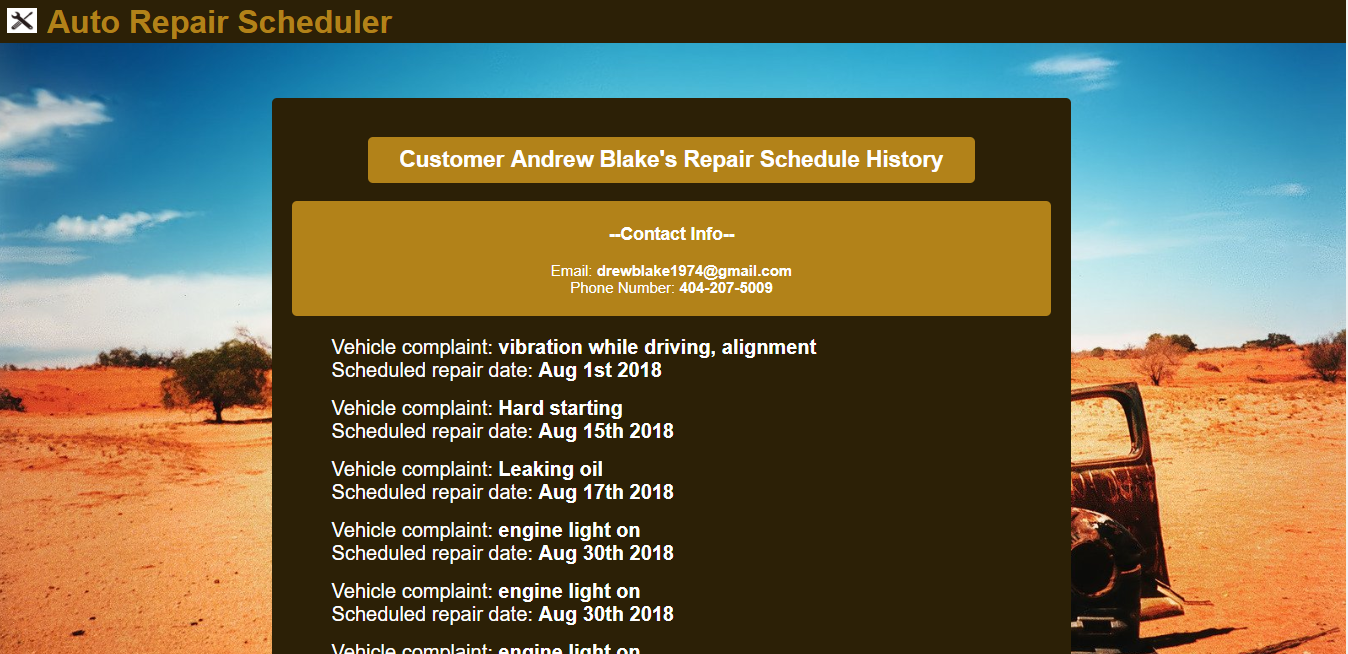 Auto Repair Scheduler
Customer Andrew Blake's Repair Schedule History
--Contact Info--
Email: drewblake1974@gmail.com
Phone Number: 404-207-5009
Vehicle complaint: vibration while driving, alignment
Scheduled repair date: Aug 1st 2018
Vehicle complaint: Hard starting
Scheduled repair date: Aug 15th 2018
Vehicle complaint: Leaking oil
Scheduled repair date: Aug 17th 2018
Vehicle complaint: engine light on
Scheduled repair date: Aug 30th 2018
Vehicle complaint: engine light on
Scheduled repair date: Aug 30th 2018
Vehicle complaint: engine light on